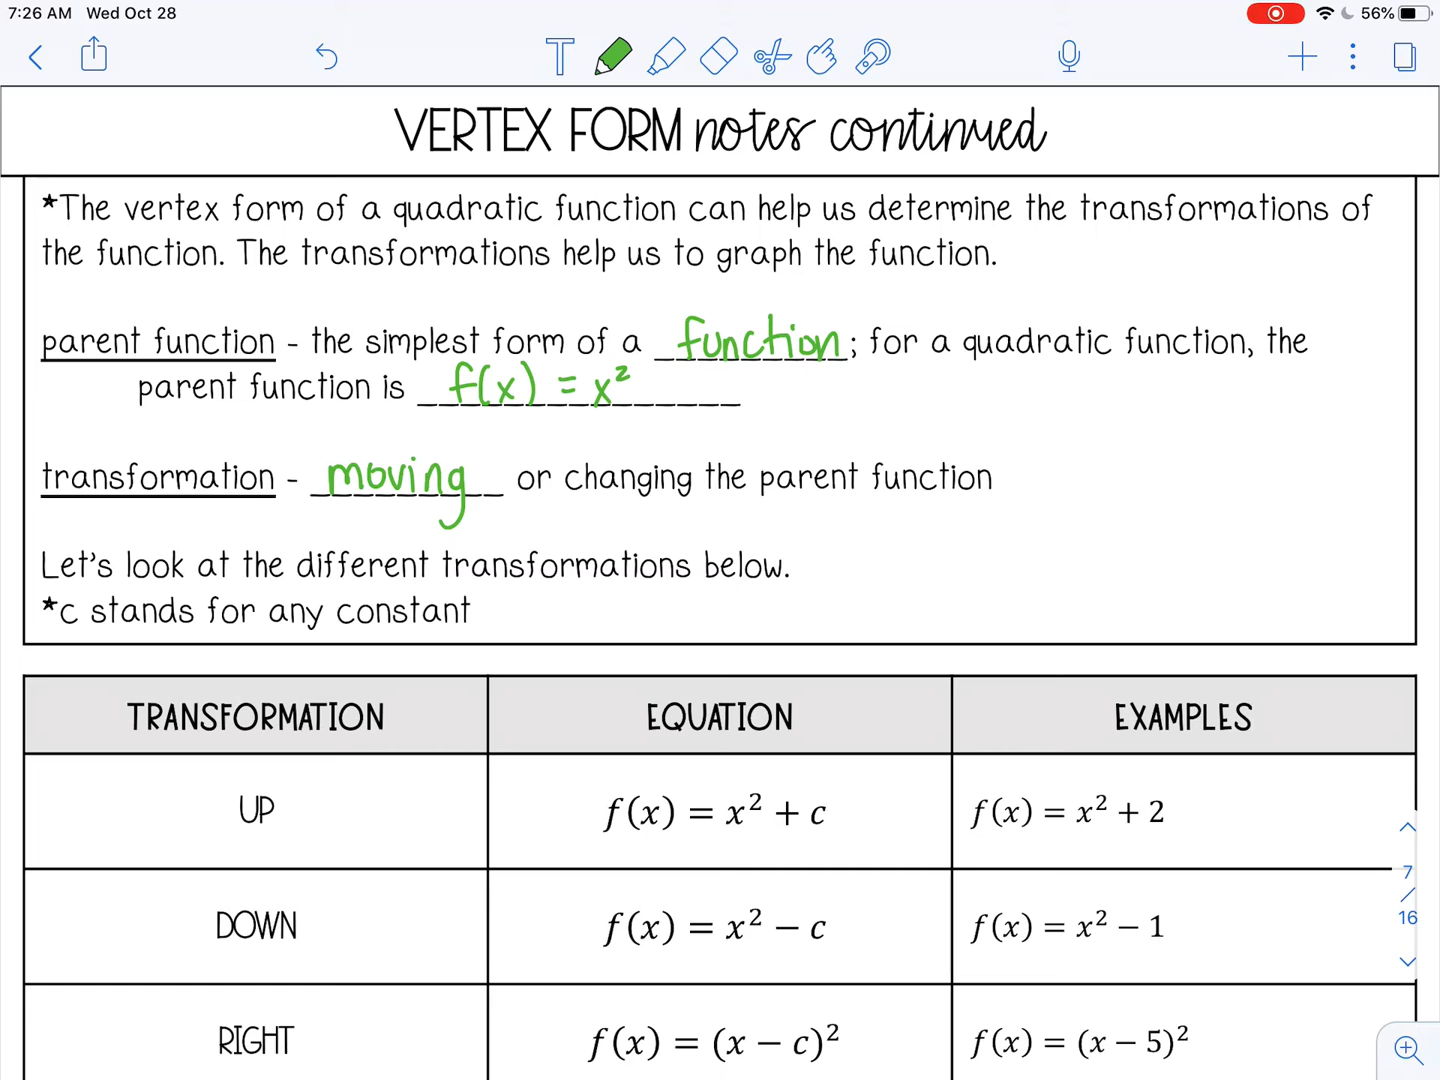 7:26 AM Wed Oct 28 56%
T
VERTEX FORM notes continued
*The vertex form of a quadratic function can help us determine the transformations of
the function. The transformations help us to graph the function.
parent function - the simplest form of a function; for a quadratic function, the
parent function is f(x) = x²
transformation - moving or changing the parent function
Let's look at the different transformations below.
*c stands for any constant
TRANSFORMATION EQUATION EXAMPLES
UP f(x) = x² + c f(x) = x² + 2
DOWN f(x) = x² − c f(x) = x² − 1
RIGHT f(x) = (x − c)² f(x) = (x − 5)²
7
/
16